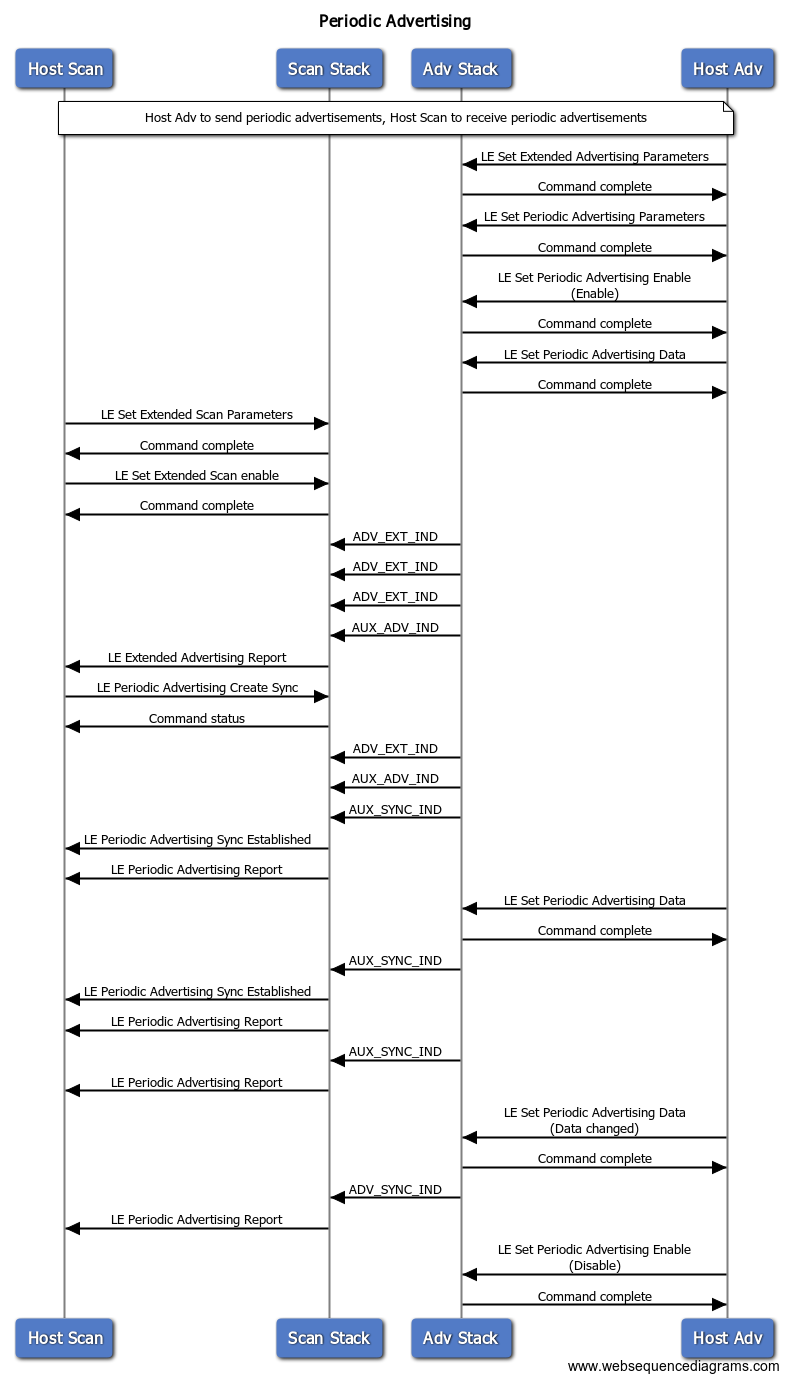 Periodic Advertising
Host Scan
Scan Stack
Adv Stack
Host Adv
Host Adv to send periodic advertisements, Host Scan to receive periodic advertisements
LE Set Extended Advertising Parameters
Command complete
LE Set Periodic Advertising Parameters
Command complete
LE Set Periodic Advertising Enable
(Enable)
Command complete
LE Set Periodic Advertising Data
Command complete
LE Set Extended Scan Parameters
Command complete
LE Set Extended Scan enable
Command complete
ADV_EXT_IND
ADV_EXT_IND
ADV_EXT_IND
AUX_ADV_IND
LE Extended Advertising Report
LE Periodic Advertising Create Sync
Command status
ADV_EXT_IND
AUX_ADV_IND
AUX_SYNC_IND
LE Periodic Advertising Sync Established
LE Periodic Advertising Report
LE Set Periodic Advertising Data
Command complete
AUX_SYNC_IND
LE Periodic Advertising Sync Established
LE Periodic Advertising Report
AUX_SYNC_IND
LE Periodic Advertising Report
LE Set Periodic Advertising Data
(Data changed)
Command complete
ADV_SYNC_IND
LE Periodic Advertising Report
LE Set Periodic Advertising Enable
(Disable)
Command complete
Host Scan
Scan Stack
Adv Stack
Host Adv
www.websequencediagrams.com